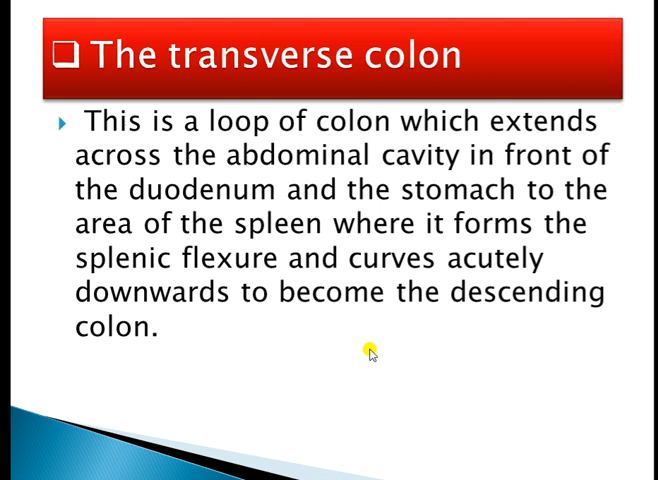 The transverse colon
This is a loop of colon which extends
across the abdominal cavity in front of
the duodenum and the stomach to the
area of the spleen where it forms the
splenic flexure and curves acutely
downwards to become the descending
colon.